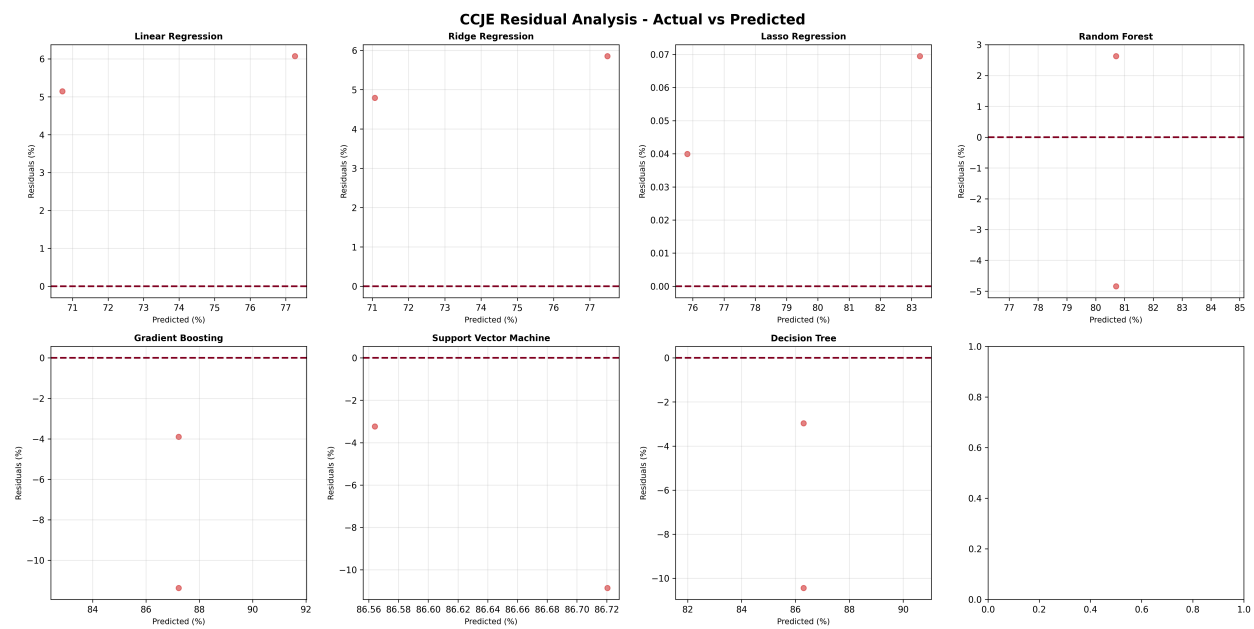 CCJE Residual Analysis - Actual vs Predicted
Linear Regression
Ridge Regression
Lasso Regression
Random Forest
Residuals (%)
6
5
4
3
2
1
0
71 72 73 74 75 76 77
Predicted (%)
Residuals (%)
6
5
4
3
2
1
0
71 72 73 74 75 76 77
Predicted (%)
Residuals (%)
0.07
0.06
0.05
0.04
0.03
0.02
0.01
0.00
76 77 78 79 80 81 82 83
Predicted (%)
Residuals (%)
3
2
1
0
−1
−2
−3
−4
−5
77 78 79 80 81 82 83 84 85
Predicted (%)
Gradient Boosting
Support Vector Machine
Decision Tree
Residuals (%)
0
−2
−4
−6
−8
−10
84 86 88 90 92
Predicted (%)
Residuals (%)
0
−2
−4
−6
−8
−10
86.56 86.58 86.60 86.62 86.64 86.66 86.68 86.70 86.72
Predicted (%)
Residuals (%)
0
−2
−4
−6
−8
−10
82 84 86 88 90
Predicted (%)
1.0
0.8
0.6
0.4
0.2
0.0
0.0 0.2 0.4 0.6 0.8 1.0